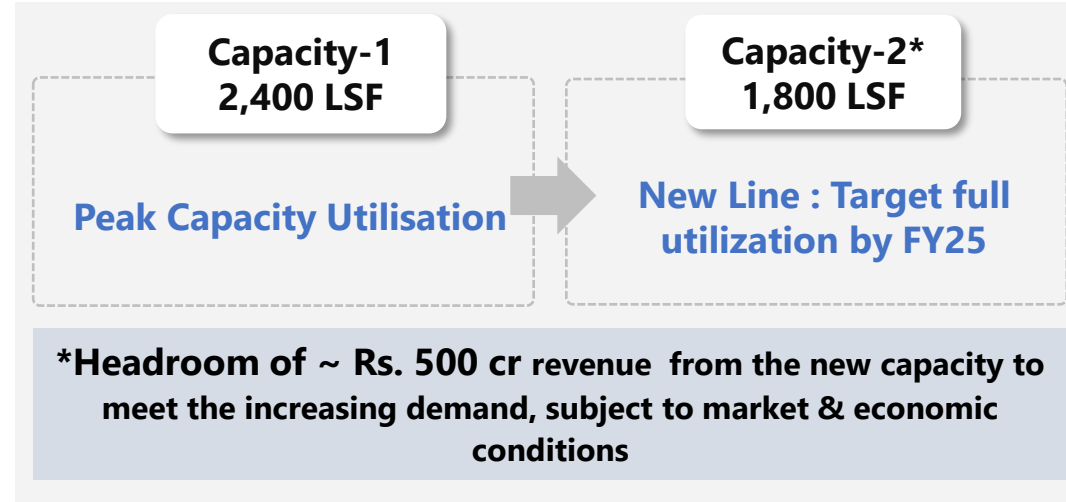 Capacity-1
2,400 LSF
Peak Capacity Utilisation
Capacity-2*
1,800 LSF
New Line : Target full
utilization by FY25
*Headroom of ~ Rs. 500 cr revenue from the new capacity to
meet the increasing demand, subject to market & economic
conditions